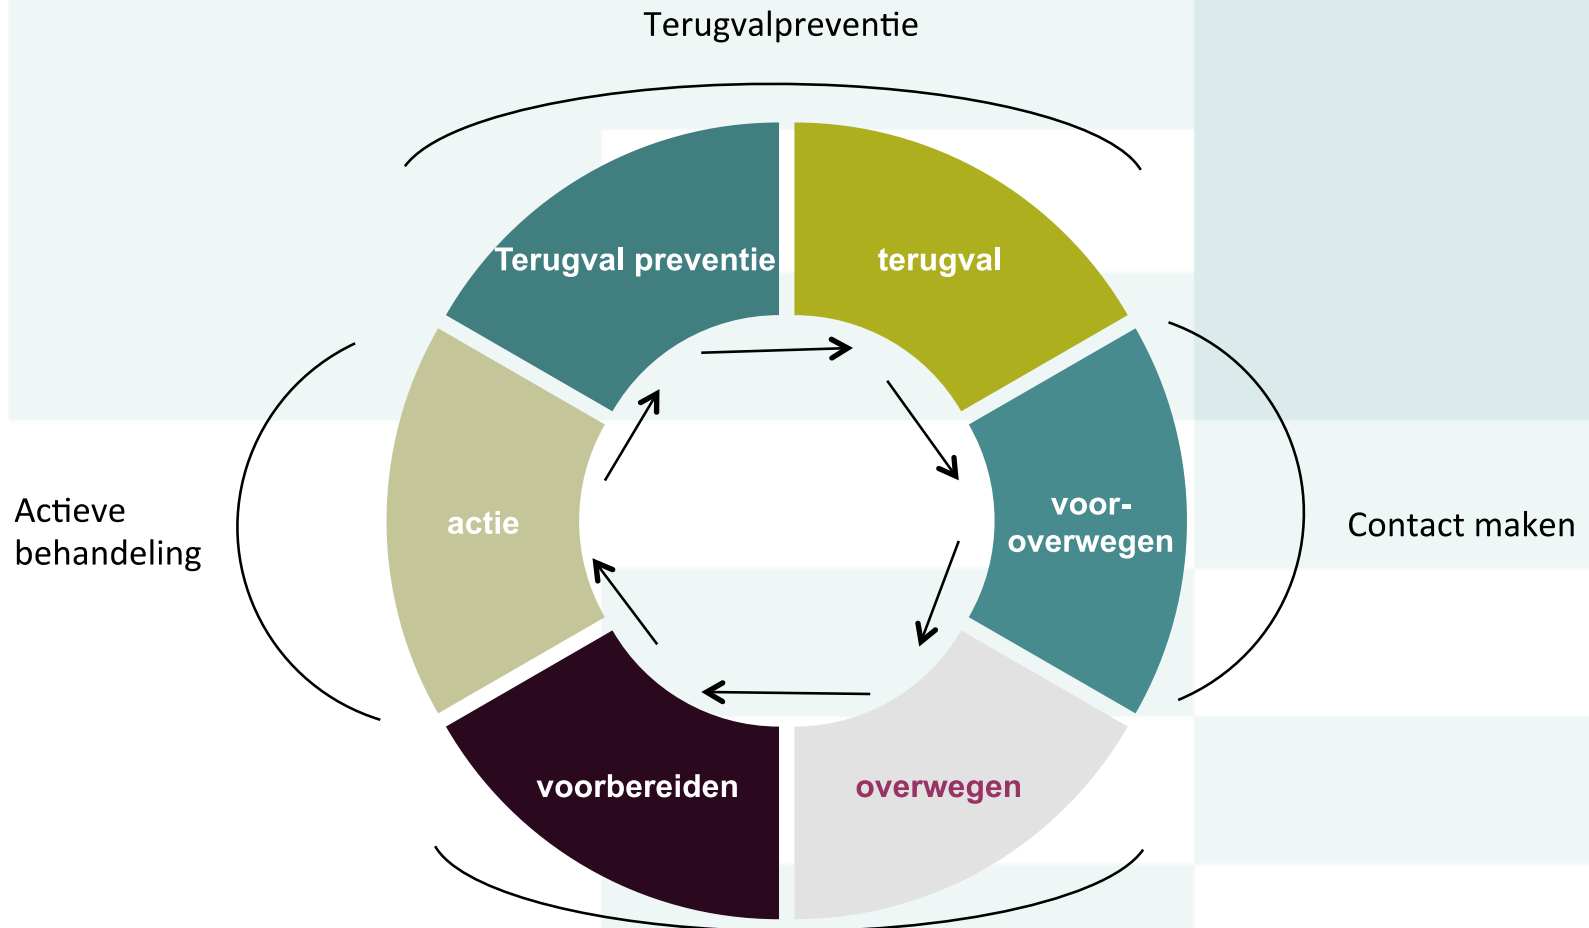 Terugvalpreventie
Terugval preventie
terugval
Actieve
behandeling
actie
voor-
overwegen
Contact maken
voorbereiden
overwegen